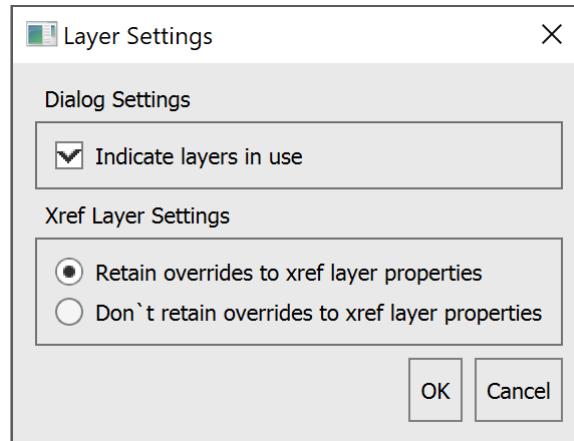 Layer Settings
Dialog Settings
Indicate layers in use
Xref Layer Settings
Retain overrides to xref layer properties
Don`t retain overrides to xref layer properties
OK Cancel